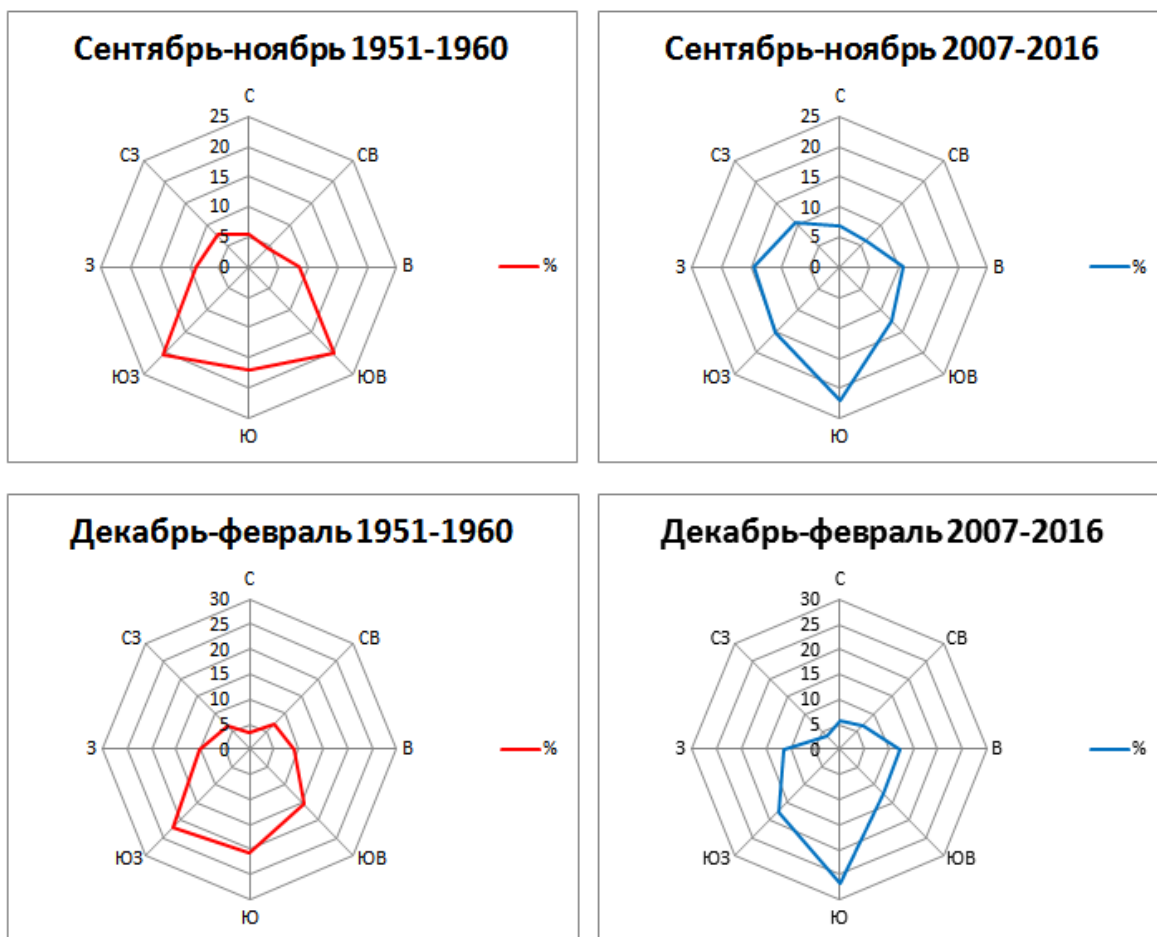 Сентябрь-ноябрь 1951-1960
С
25
СЗ
СВ
20
15
10
5
З
0
В
%
ЮЗ
ЮВ
Ю
Сентябрь-ноябрь 2007-2016
С
25
СЗ
СВ
20
15
10
5
З
0
В
%
ЮЗ
ЮВ
Ю
Декабрь-февраль 1951-1960
С
30
СЗ
СВ
25
20
15
10
5
З
0
В
%
ЮЗ
ЮВ
Ю
Декабрь-февраль 2007-2016
С
30
СЗ
СВ
25
20
15
10
5
З
0
В
%
ЮЗ
ЮВ
Ю